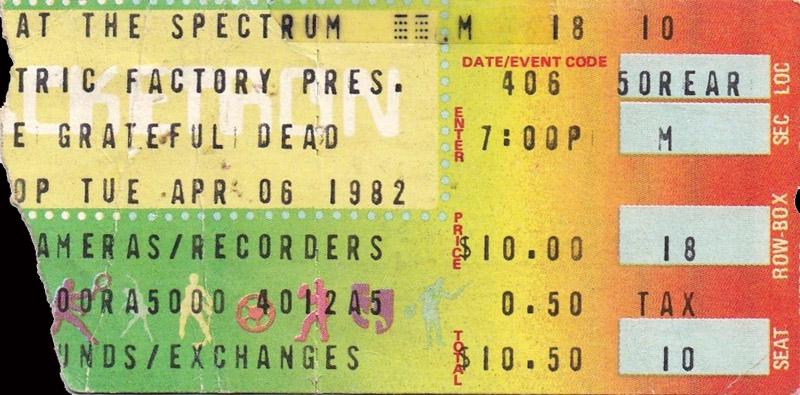 AT THE SPECTRUM M 18 10
DATE/EVENT CODE
TRIC FACTORY PRES. 406 50REAR LOC
CKETRON
E GRATEFUL DEAD ENTER 7:00P M SEC
OP TUE APR 06 1982
AMERAS/RECORDERS PRICE $10.00 18 ROW-BOX
OORA5000 4012A5 0.50 TAX
UNDS/EXCHANGES TOTAL $10.50 10 SEAT